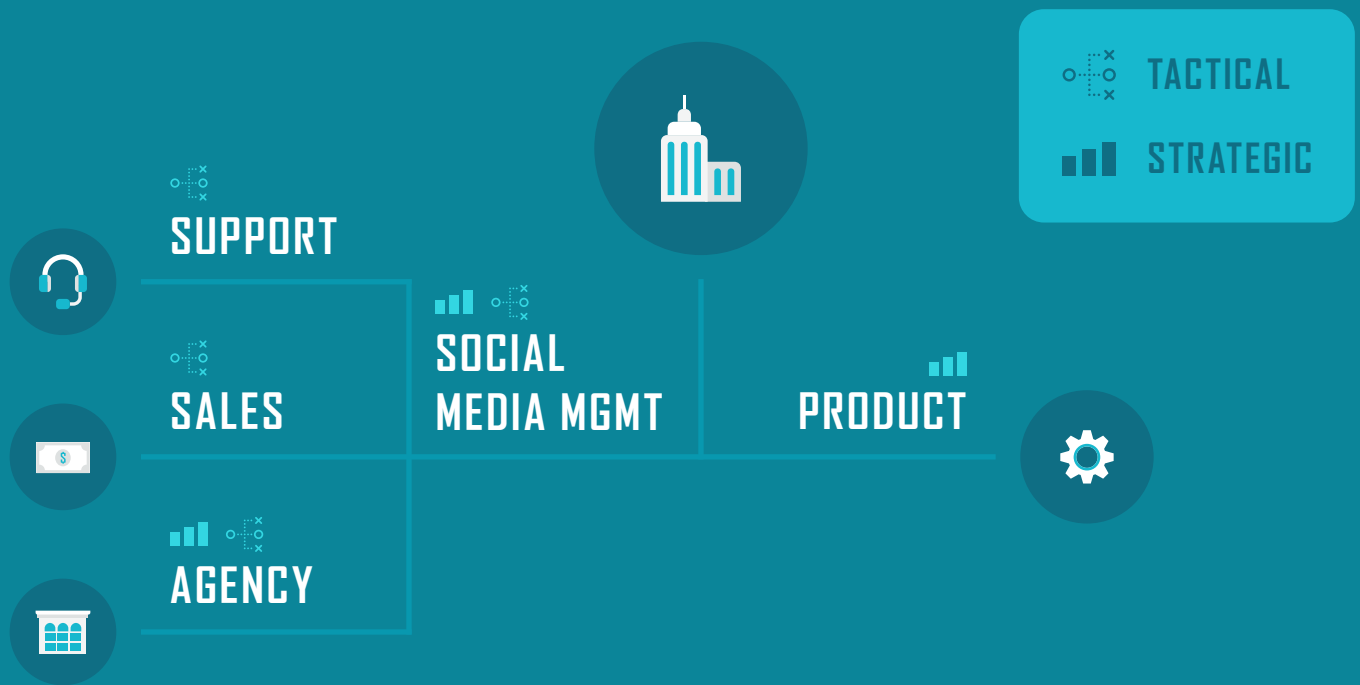 TACTICAL
STRATEGIC
SUPPORT
SOCIAL
MEDIA MGMT
SALES
PRODUCT
$
AGENCY